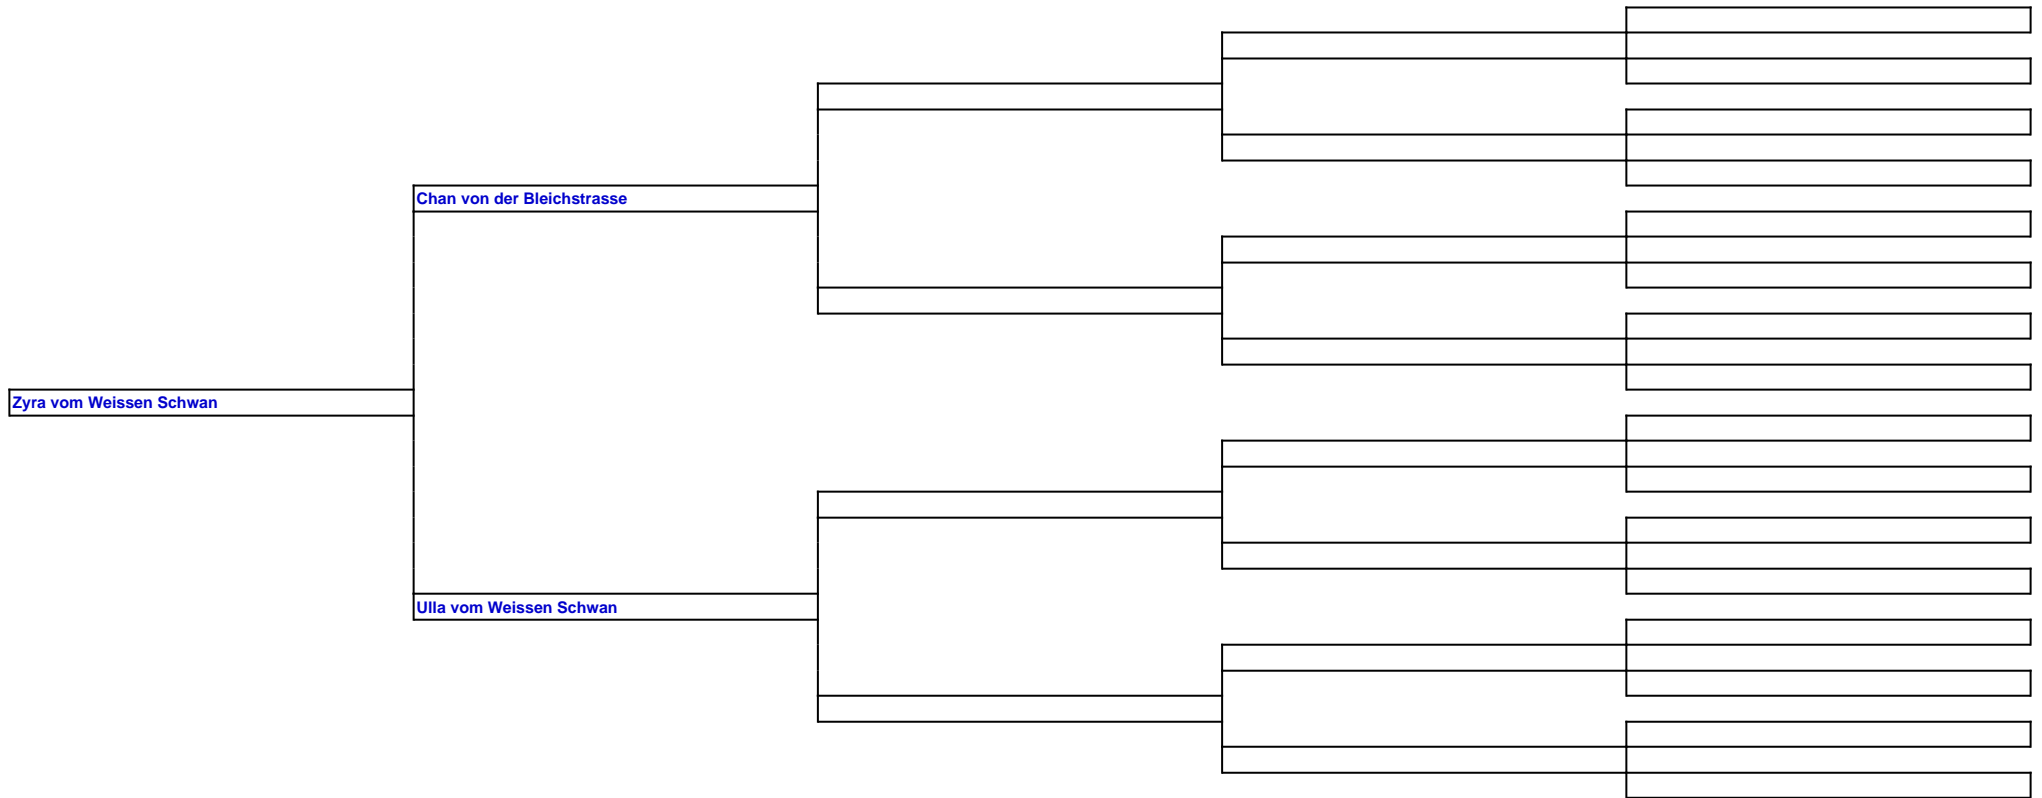 Chan von der Bleichstrasse
Zyra vom Weissen Schwan
Ulla vom Weissen Schwan